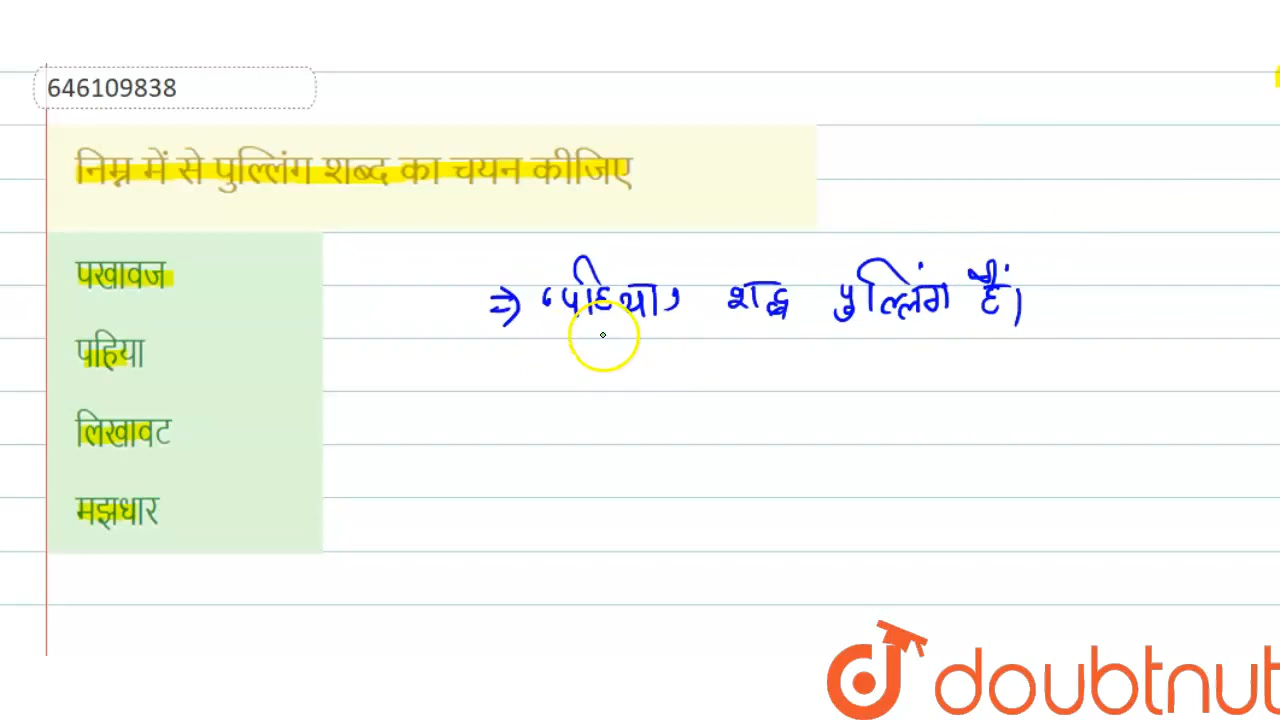 646109838
निम्न में से पुल्लिंग शब्द का चयन कीजिए
पखावज
⇒ 'पहिया' शब्द पुल्लिंग हैं।
पहिया
लिखावट
मझधार
doubtnut